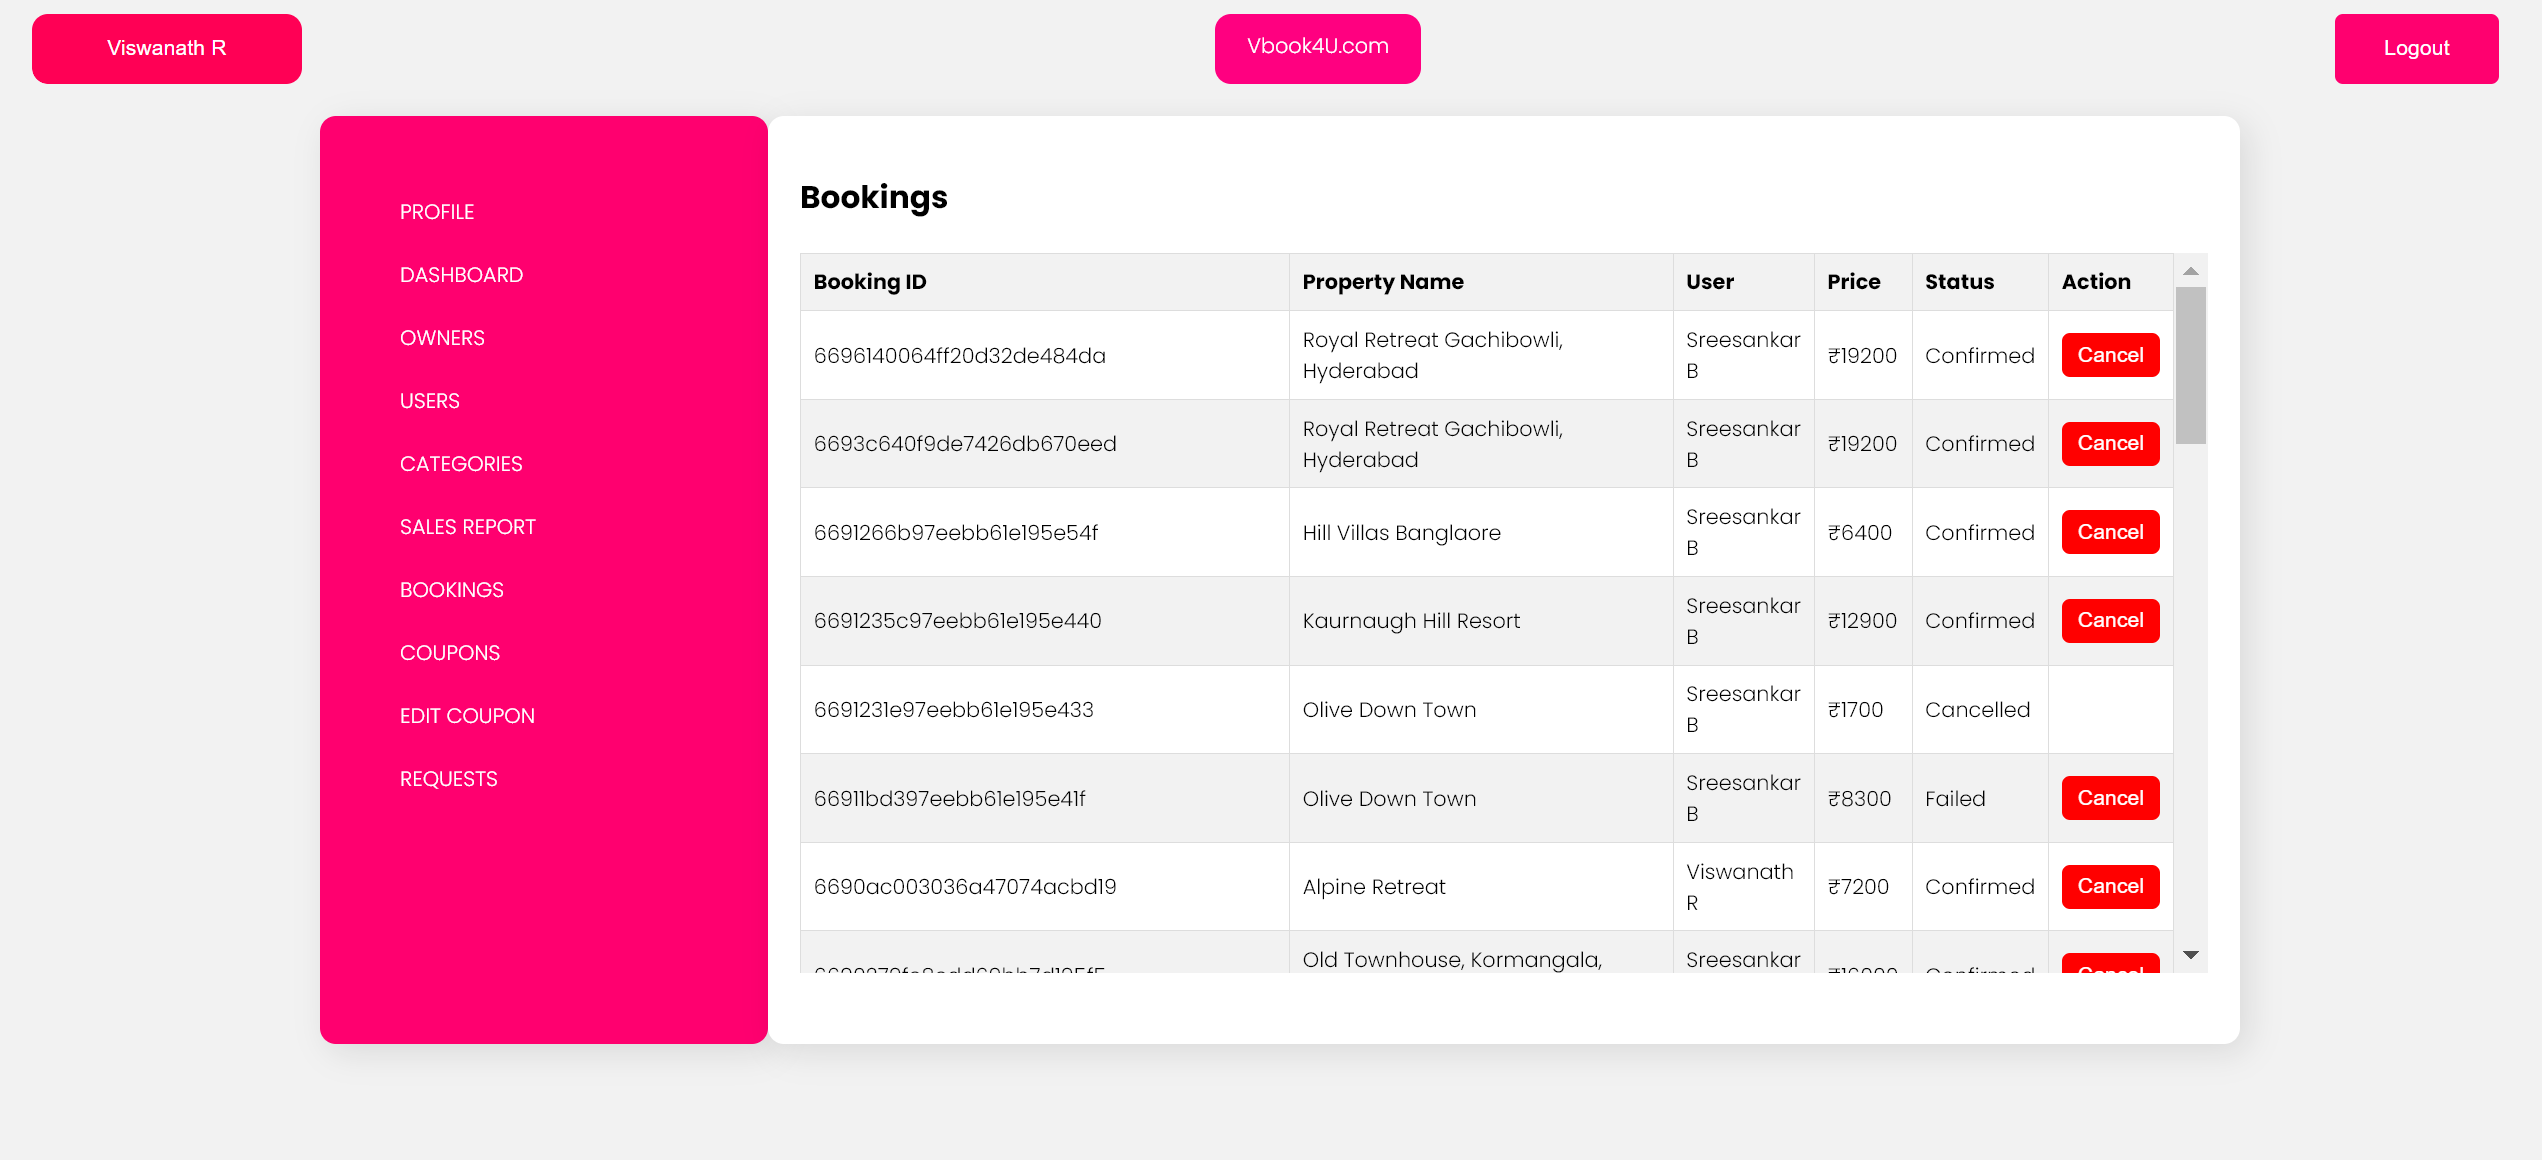 Viswanath R
Vbook4U.com
Logout
PROFILE
DASHBOARD
OWNERS
USERS
CATEGORIES
SALES REPORT
BOOKINGS
COUPONS
EDIT COUPON
REQUESTS
Bookings
Booking ID Property Name User Price Status Action
6696140064ff20d32de484da Royal Retreat Gachibowli, Hyderabad Sreesankar B ₹19200 Confirmed Cancel
6693c640f9de7426db670eed Royal Retreat Gachibowli, Hyderabad Sreesankar B ₹19200 Confirmed Cancel
6691266b97eebb61e195e54f Hill Villas Banglaore Sreesankar B ₹6400 Confirmed Cancel
6691235c97eebb61e195e440 Kaurnaugh Hill Resort Sreesankar B ₹12900 Confirmed Cancel
6691231e97eebb61e195e433 Olive Down Town Sreesankar B ₹1700 Cancelled
66911bd397eebb61e195e41f Olive Down Town Sreesankar B ₹8300 Failed Cancel
6690ac003036a47074acbd19 Alpine Retreat Viswanath R ₹7200 Confirmed Cancel
Old Townhouse, Kormangala, Sreesankar Confirmed Cancel